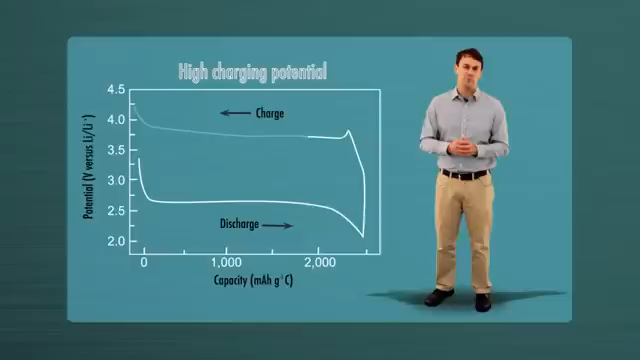 High charging potential
4.5
4.0
3.5
3.0
2.5
2.0
Potential (V versus Li/Li⁺)
Charge
Discharge
0 1,000 2,000
Capacity (mAh g⁻¹C)